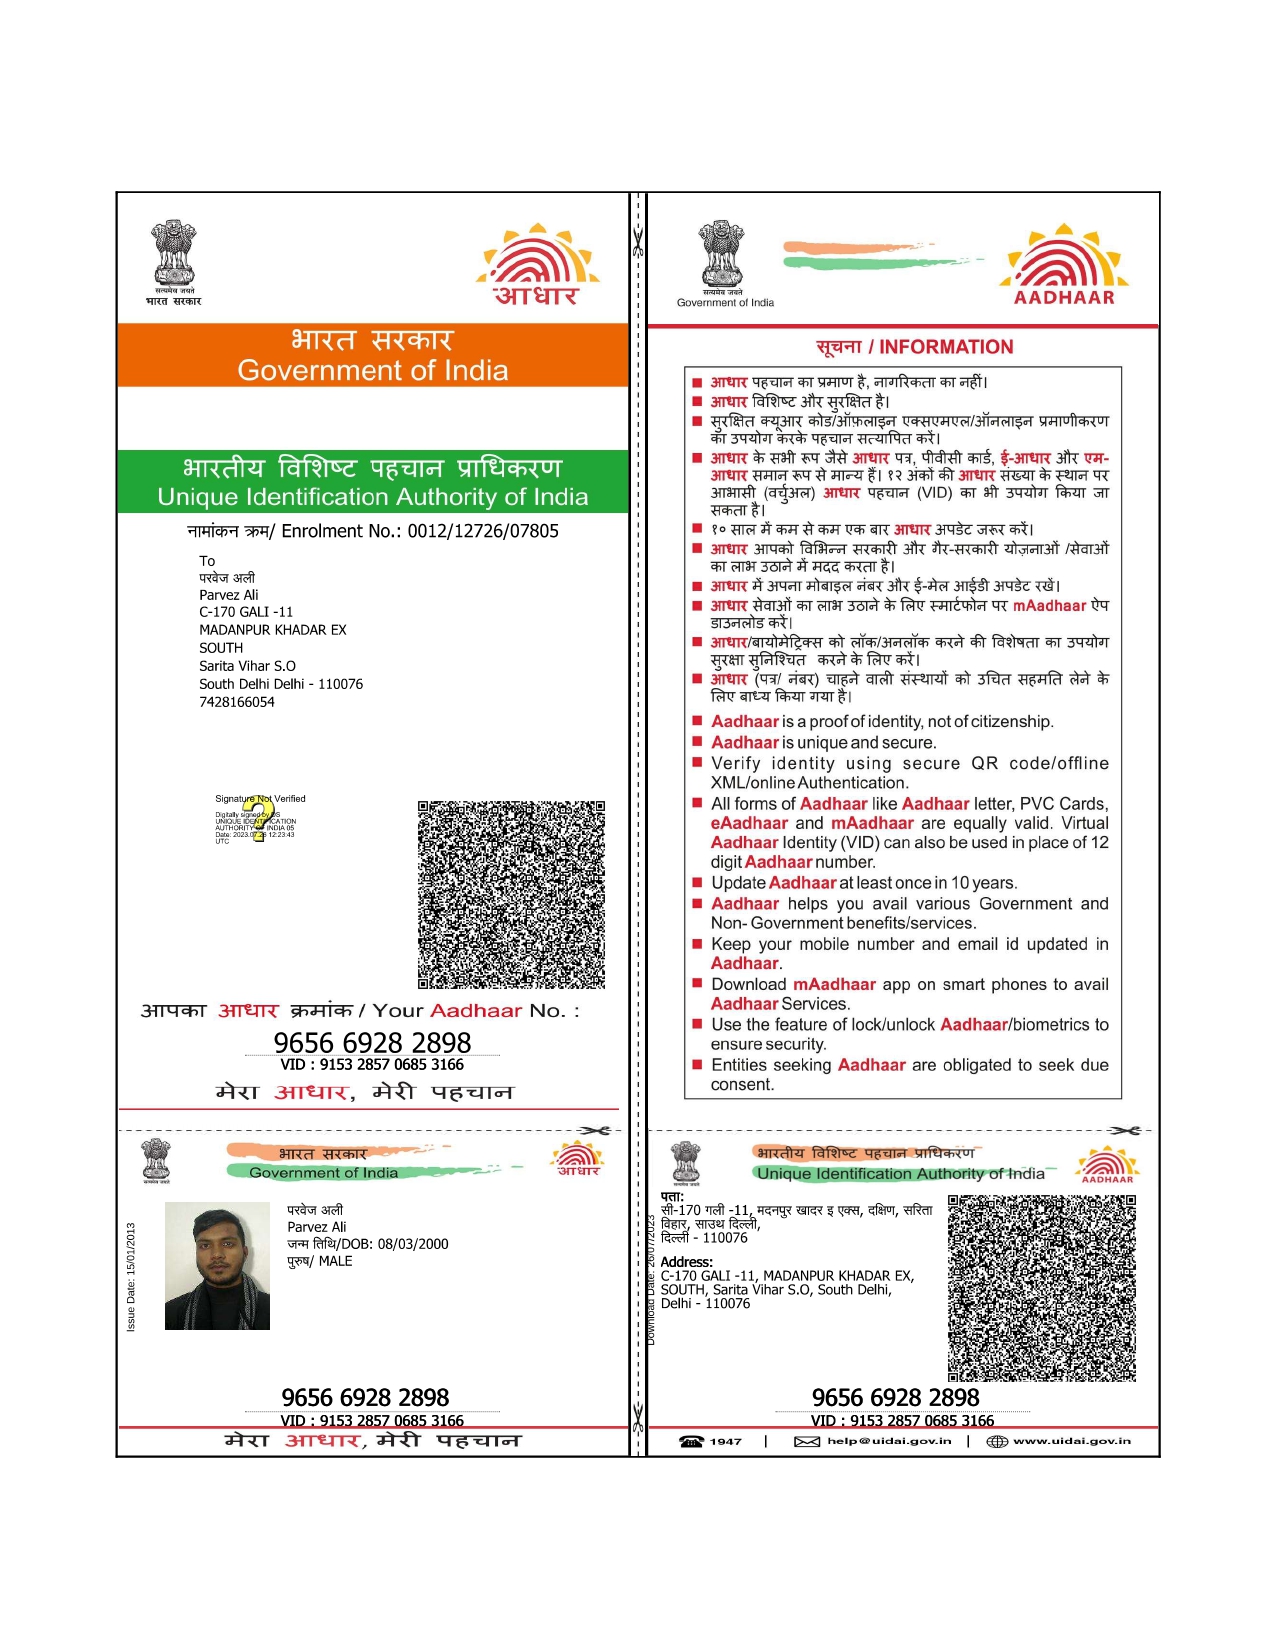 सत्यमेव जयते
भारत सरकार
आधार
भारत सरकार
Government of India
भारतीय विशिष्ट पहचान प्राधिकरण
Unique Identification Authority of India
नामांकन क्रम/ Enrolment No.: 0012/12726/07805
To
परवेज अली
Parvez Ali
C-170 GALI -11
MADANPUR KHADAR EX
SOUTH
Sarita Vihar S.O
South Delhi Delhi - 110076
7428166054
Signature Not Verified
Digitally signed by DS
UNIQUE IDENTIFICATION
AUTHORITY OF INDIA 05
Date: 2023.07.26 12:23:43
UTC
आपका आधार क्रमांक / Your Aadhaar No. :
9656 6928 2898
VID : 9153 2857 0685 3166
मेरा आधार, मेरी पहचान
सत्यमेव जयते
Government of India
AADHAAR
सूचना / INFORMATION
■ आधार पहचान का प्रमाण है, नागरिकता का नहीं।
■ आधार विशिष्ट और सुरक्षित है।
■ सुरक्षित क्यूआर कोड/ऑफ़लाइन एक्सएमएल/ऑनलाइन प्रमाणीकरण
का उपयोग करके पहचान सत्यापित करें।
■ आधार के सभी रूप जैसे आधार पत्र, पीवीसी कार्ड, ई-आधार और एम-
आधार समान रूप से मान्य हैं। १२ अंकों की आधार संख्या के स्थान पर
आभासी (वर्चुअल) आधार पहचान (VID) का भी उपयोग किया जा
सकता है।
■ १० साल में कम से कम एक बार आधार अपडेट जरूर करें।
■ आधार आपको विभिन्न सरकारी और गैर-सरकारी योज़नाओं /सेवाओं
का लाभ उठाने में मदद करता है।
■ आधार में अपना मोबाइल नंबर और ई-मेल आईडी अपडेट रखें।
■ आधार सेवाओं का लाभ उठाने के लिए स्मार्टफोन पर mAadhaar ऐप
डाउनलोड करें।
■ आधार/बायोमेट्रिक्स को लॉक/अनलॉक करने की विशेषता का उपयोग
सुरक्षा सुनिश्चित करने के लिए करें।
■ आधार (पत्र/ नंबर) चाहने वाली संस्थायों को उचित सहमति लेने के
लिए बाध्य किया गया है।
■ Aadhaar is a proof of identity, not of citizenship.
■ Aadhaar is unique and secure.
■ Verify identity using secure QR code/offline
XML/online Authentication.
■ All forms of Aadhaar like Aadhaar letter, PVC Cards,
eAadhaar and mAadhaar are equally valid. Virtual
Aadhaar Identity (VID) can also be used in place of 12
digit Aadhaar number.
■ Update Aadhaar at least once in 10 years.
■ Aadhaar helps you avail various Government and
Non- Government benefits/services.
■ Keep your mobile number and email id updated in
Aadhaar.
■ Download mAadhaar app on smart phones to avail
Aadhaar Services.
■ Use the feature of lock/unlock Aadhaar/biometrics to
ensure security.
■ Entities seeking Aadhaar are obligated to seek due
consent.
सत्यमेव जयते
भारत सरकार
Government of India
आधार
Issue Date: 15/01/2013
परवेज अली
Parvez Ali
जन्म तिथि/DOB: 08/03/2000
पुरुष/ MALE
9656 6928 2898
VID : 9153 2857 0685 3166
मेरा आधार, मेरी पहचान
सत्यमेव जयते
भारतीय विशिष्ट पहचान प्राधिकरण
Unique Identification Authority of India
AADHAAR
Download Date: 26/07/2023
पता:
सी-170 गली -11, मदनपुर खादर इ एक्स, दक्षिण, सरिता
विहार, साउथ दिल्ली,
दिल्ली - 110076
Address:
C-170 GALI -11, MADANPUR KHADAR EX,
SOUTH, Sarita Vihar S.O, South Delhi,
Delhi - 110076
9656 6928 2898
VID : 9153 2857 0685 3166
1947 | help@uidai.gov.in | www.uidai.gov.in